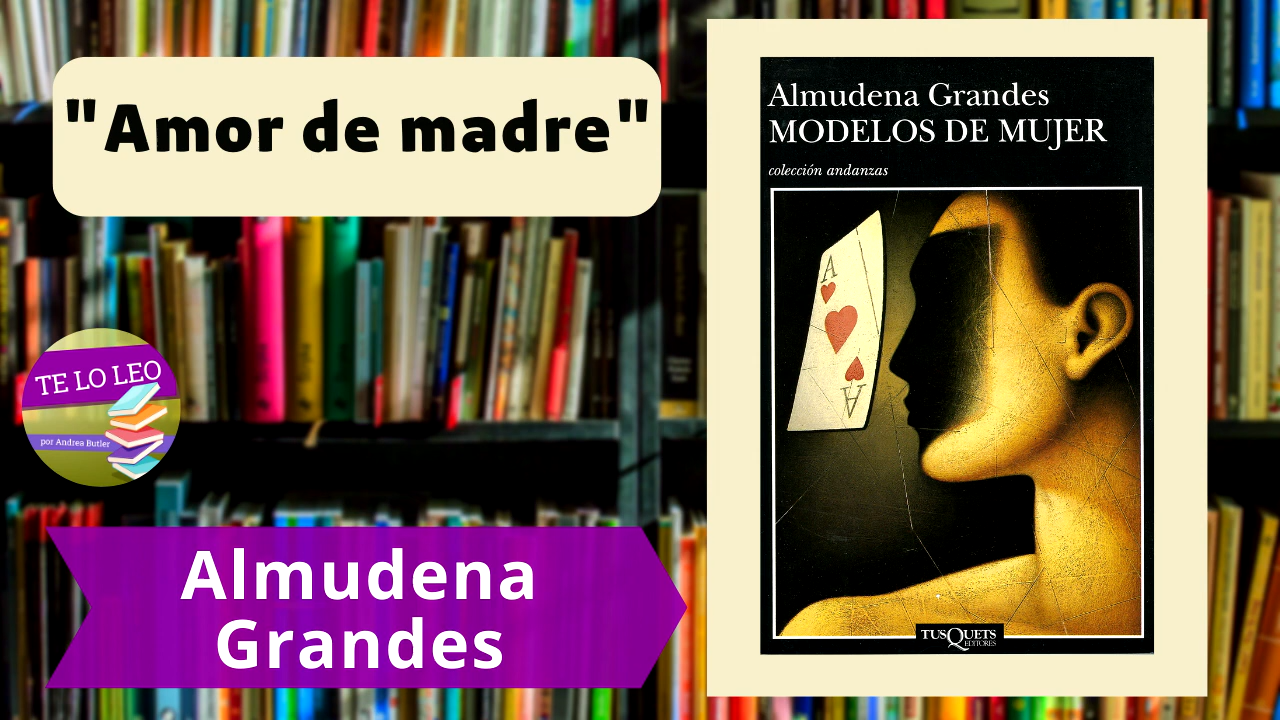 "Amor de madre"
TE LO LEO
por Andrea Butler
Almudena
Grandes
Almudena Grandes
MODELOS DE MUJER
colección andanzas
A
A
TUSQUETS
EDITORES